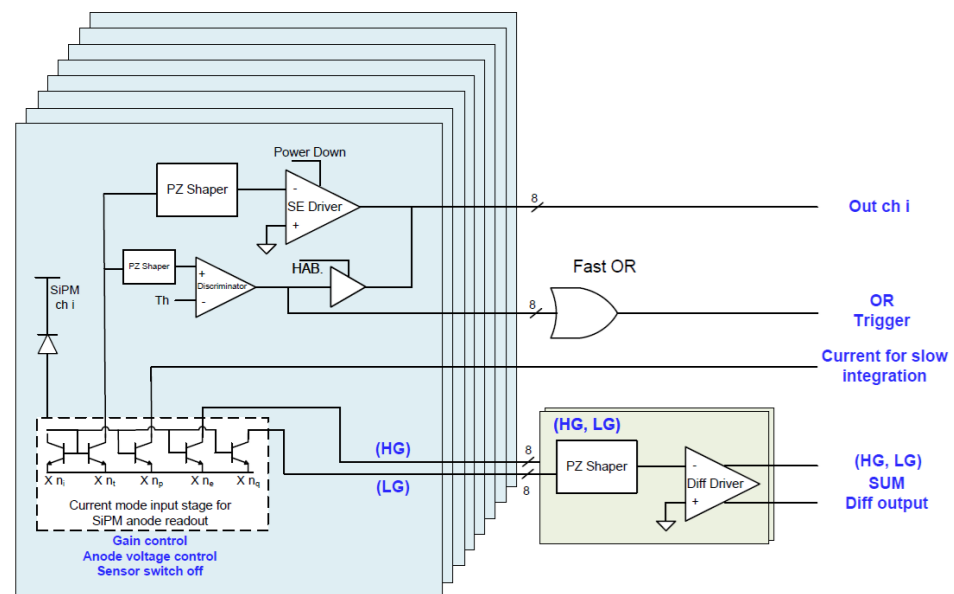 Power Down
PZ Shaper
-
SE Driver
+
8
Out ch i
PZ Shaper
+
Discriminator
-
Th
HAB.
Fast OR
8
OR
Trigger
SiPM
ch i
Current for slow
integration
(HG)
(LG)
8
8
(HG, LG)
PZ Shaper
-
Diff Driver
+
(HG, LG)
SUM
Diff output
X ni
X nt
X np
X ne
X nq
Current mode input stage for
SiPM anode readout
Gain control
Anode voltage control
Sensor switch off